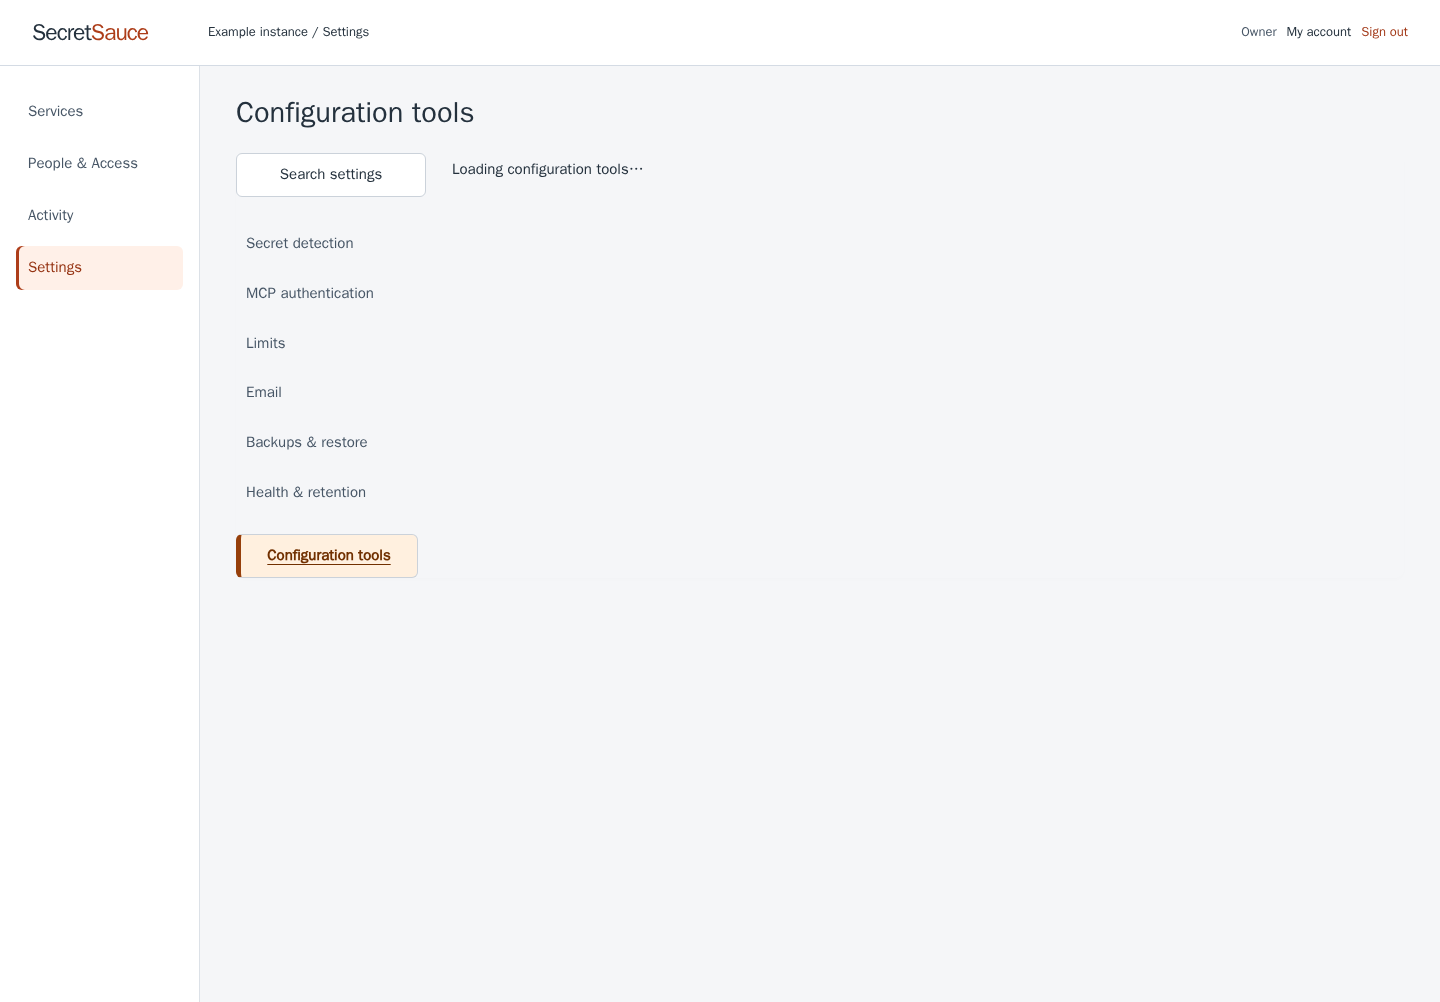 SecretSauce
Example instance / Settings
Owner My account Sign out
Services
People & Access
Activity
Settings
Configuration tools
Search settings
Loading configuration tools…
Secret detection
MCP authentication
Limits
Email
Backups & restore
Health & retention
Configuration tools